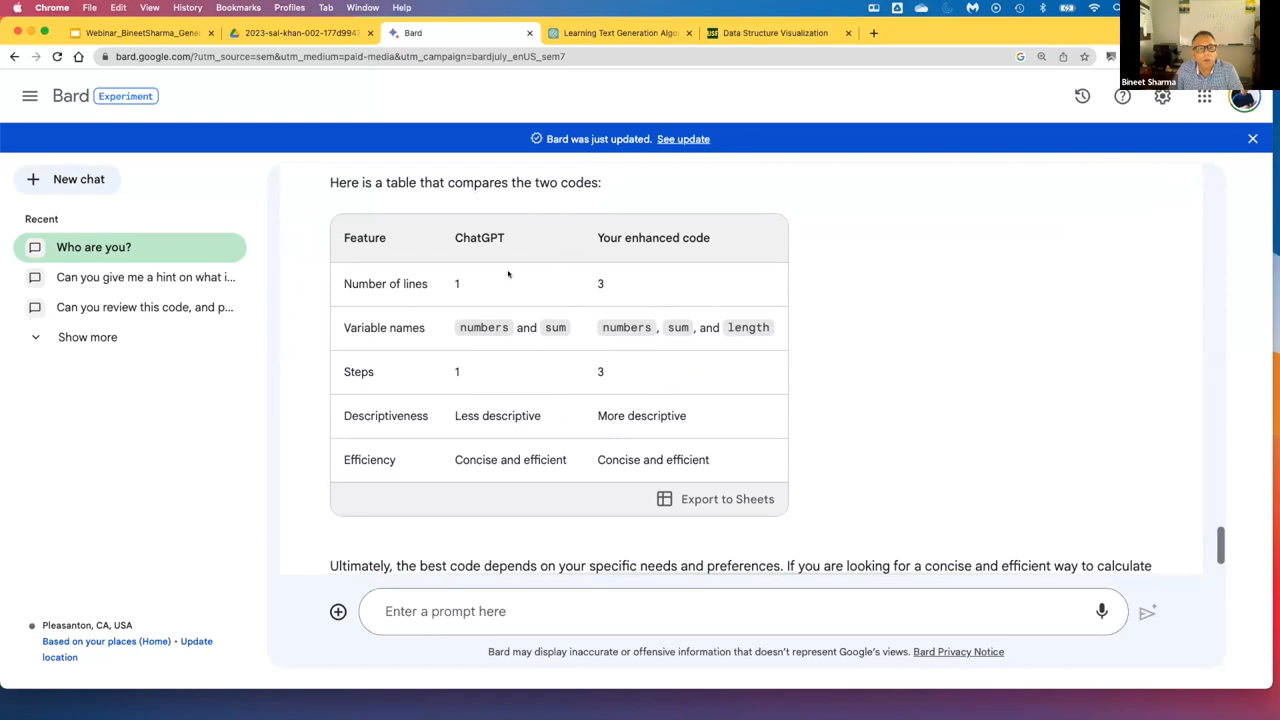 Chrome File Edit View History Bookmarks Profiles Tab Window Help
Webinar_BineetSharma_Gene
2023-sal-khan-002-177d9947
Bard
Learning Text Generation Algo
Data Structure Visualization
bard.google.com/?utm_source=sem&utm_medium=paid-media&utm_campaign=bardjuly_enUS_sem7
Bineet Sharma
Bard Experiment
Bard was just updated. See update
New chat
Recent
Who are you?
Can you give me a hint on what i...
Can you review this code, and p...
Show more
Pleasanton, CA, USA
Based on your places (Home) • Update
location
Here is a table that compares the two codes:
Feature ChatGPT Your enhanced code
Number of lines 1 3
Variable names numbers and sum numbers, sum, and length
Steps 1 3
Descriptiveness Less descriptive More descriptive
Efficiency Concise and efficient Concise and efficient
Export to Sheets
Ultimately, the best code depends on your specific needs and preferences. If you are looking for a concise and efficient way to calculate
Enter a prompt here
Bard may display inaccurate or offensive information that doesn't represent Google's views. Bard Privacy Notice